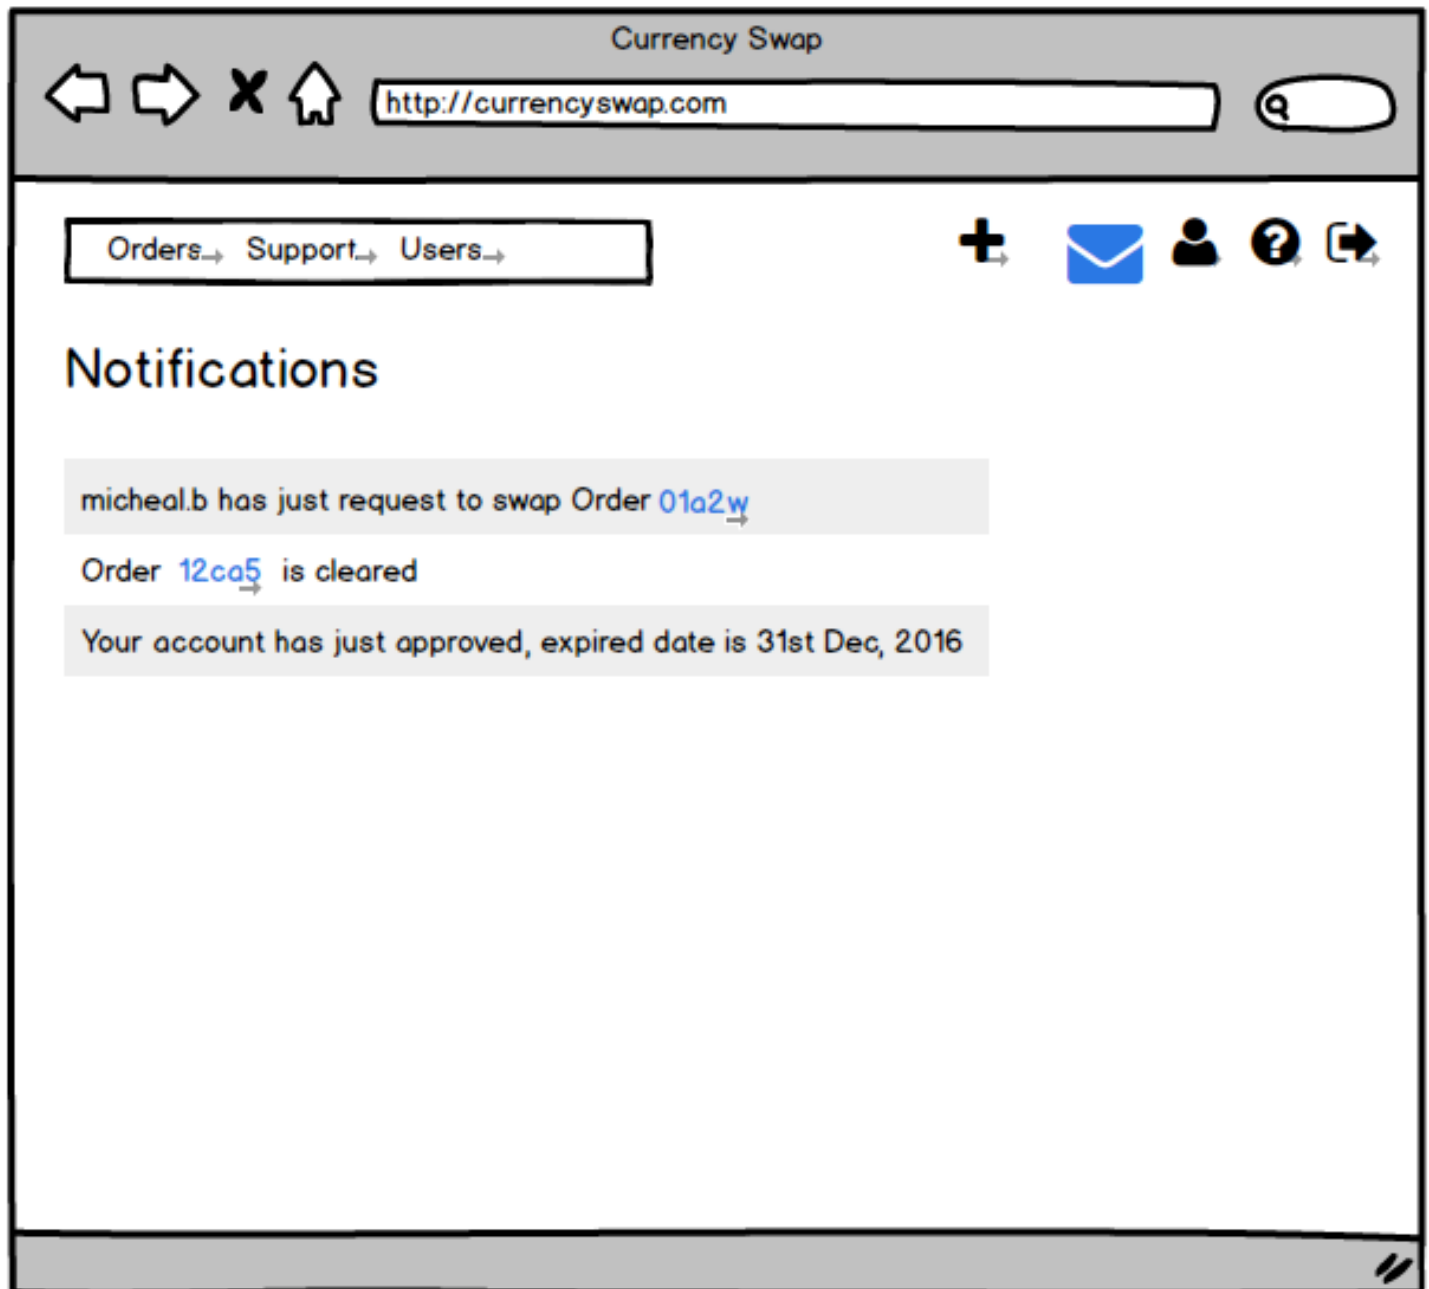 Currency Swap
http://currencyswap.com
Orders Support Users
Notifications
micheal.b has just request to swap Order 01a2w
Order 12ca5 is cleared
Your account has just approved, expired date is 31st Dec, 2016